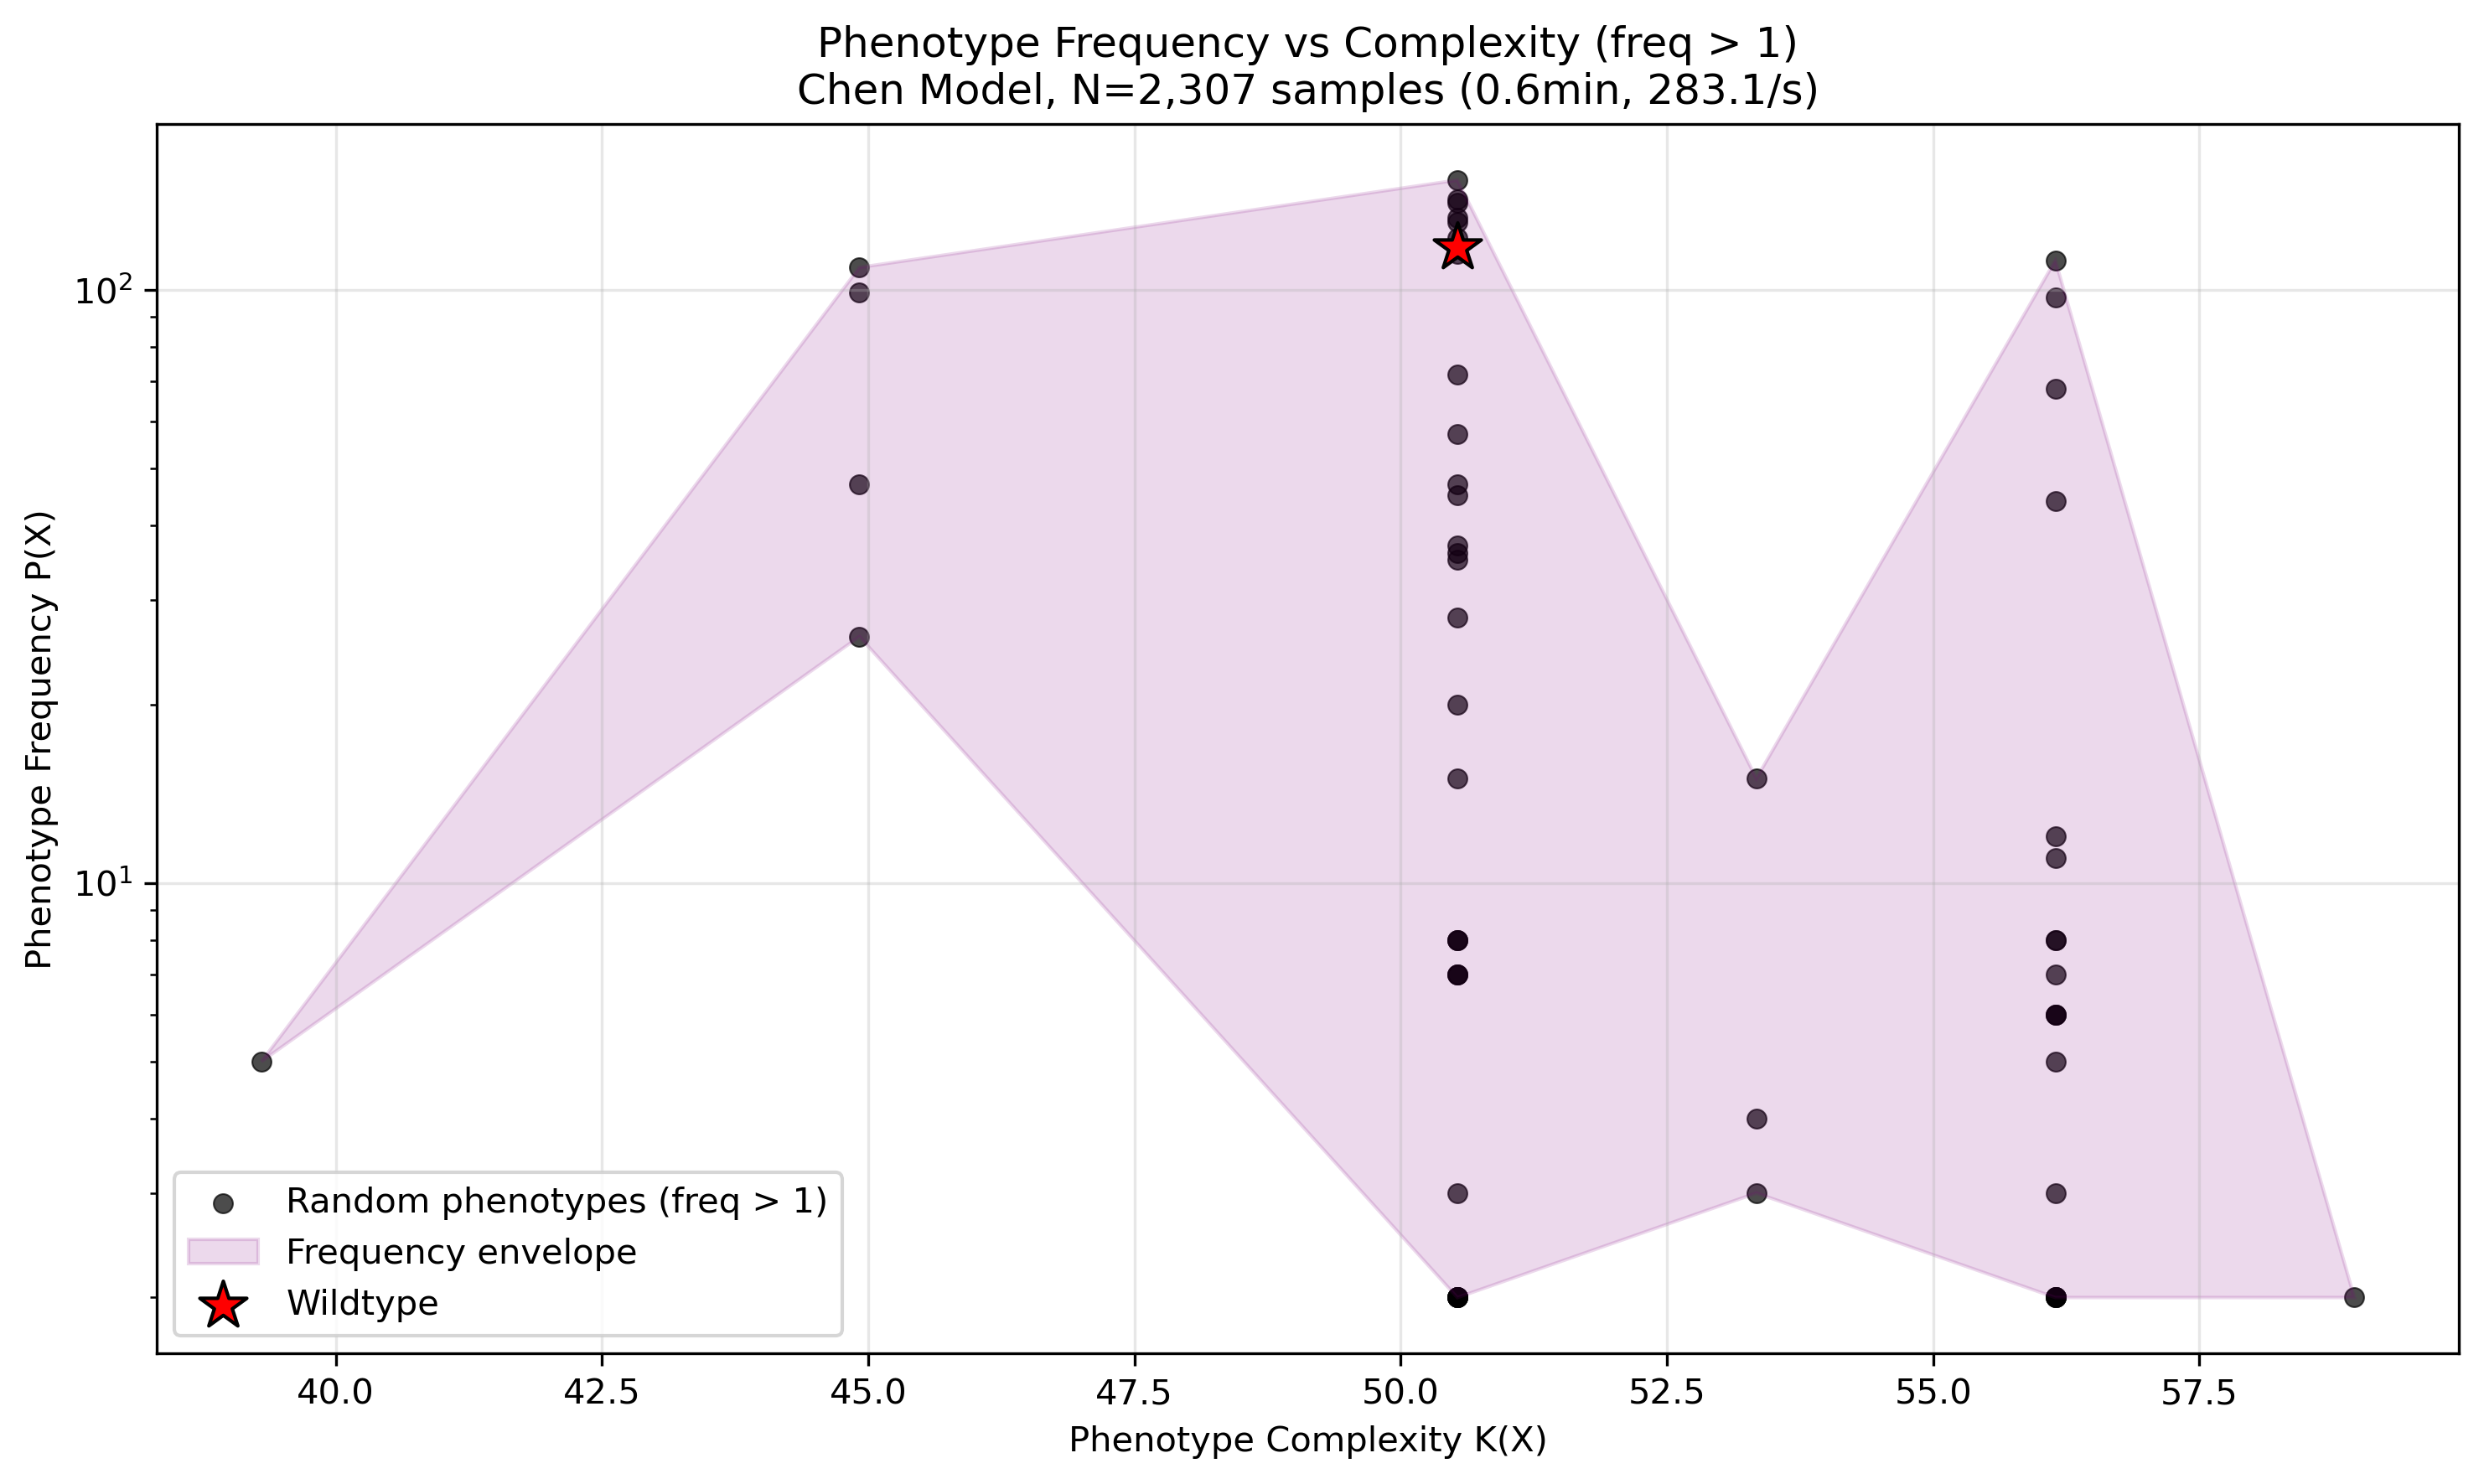 Phenotype Frequency vs Complexity (freq > 1)
Chen Model, N=2,307 samples (0.6min, 283.1/s)
Phenotype Frequency P(X)
10²
10¹
Random phenotypes (freq > 1)
Frequency envelope
Wildtype
40.0 42.5 45.0 47.5 50.0 52.5 55.0 57.5
Phenotype Complexity K(X)